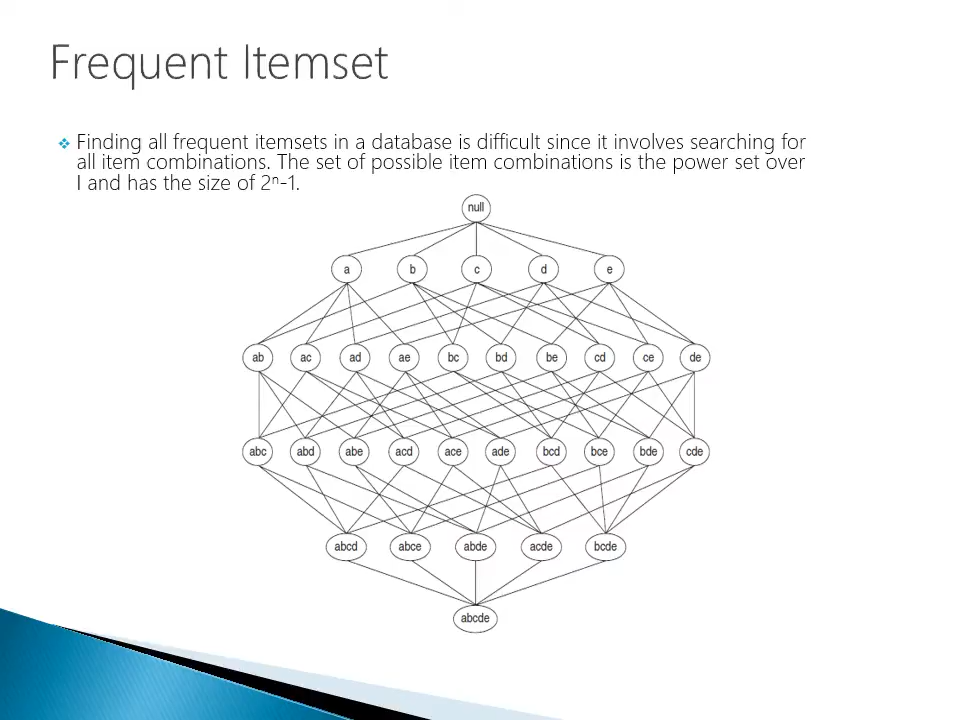 Frequent Itemset
❖ Finding all frequent itemsets in a database is difficult since it involves searching for
all item combinations. The set of possible item combinations is the power set over
I and has the size of 2ⁿ-1.
null
a b c d e
ab ac ad ae bc bd be cd ce de
abc abd abe acd ace ade bcd bce bde cde
abcd abce abde acde bcde
abcde